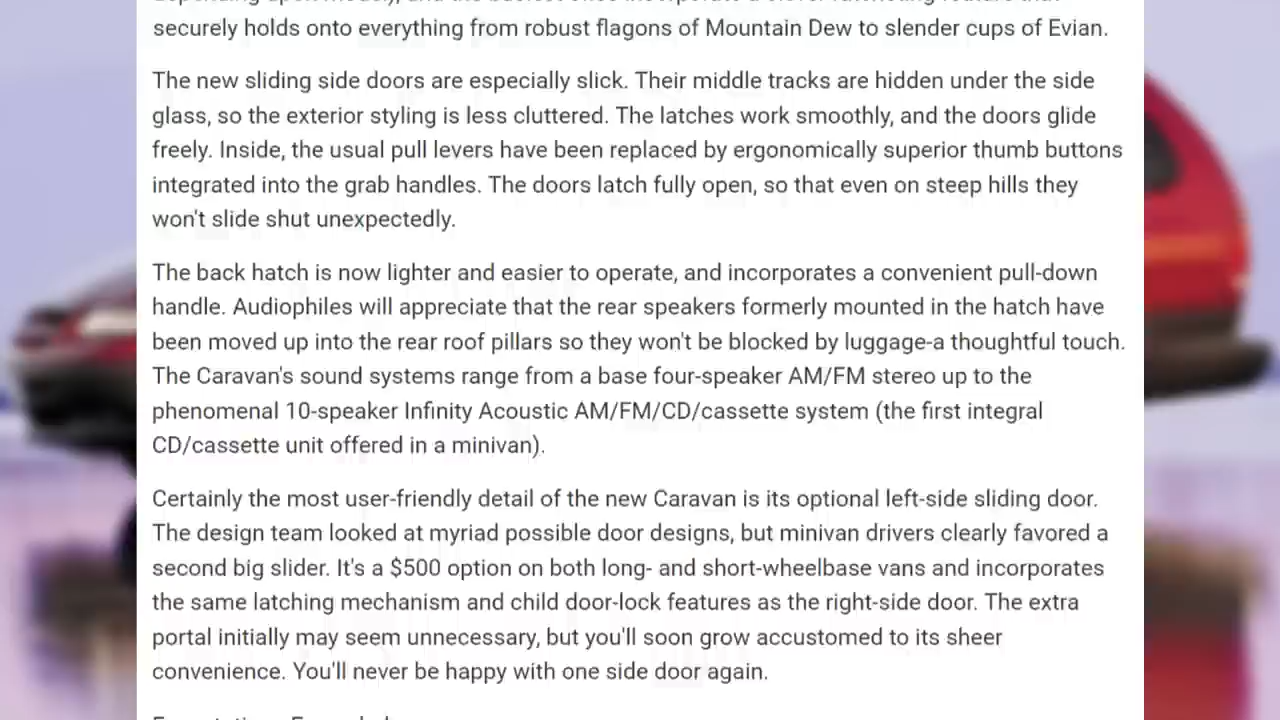 securely holds onto everything from robust flagons of Mountain Dew to slender cups of Evian.
The new sliding side doors are especially slick. Their middle tracks are hidden under the side
glass, so the exterior styling is less cluttered. The latches work smoothly, and the doors glide
freely. Inside, the usual pull levers have been replaced by ergonomically superior thumb buttons
integrated into the grab handles. The doors latch fully open, so that even on steep hills they
won't slide shut unexpectedly.
The back hatch is now lighter and easier to operate, and incorporates a convenient pull-down
handle. Audiophiles will appreciate that the rear speakers formerly mounted in the hatch have
been moved up into the rear roof pillars so they won't be blocked by luggage-a thoughtful touch.
The Caravan's sound systems range from a base four-speaker AM/FM stereo up to the
phenomenal 10-speaker Infinity Acoustic AM/FM/CD/cassette system (the first integral
CD/cassette unit offered in a minivan).
Certainly the most user-friendly detail of the new Caravan is its optional left-side sliding door.
The design team looked at myriad possible door designs, but minivan drivers clearly favored a
second big slider. It's a $500 option on both long- and short-wheelbase vans and incorporates
the same latching mechanism and child door-lock features as the right-side door. The extra
portal initially may seem unnecessary, but you'll soon grow accustomed to its sheer
convenience. You'll never be happy with one side door again.